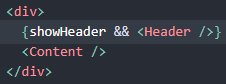 <div>
  {showHeader && <Header />}
  <Content />
</div>